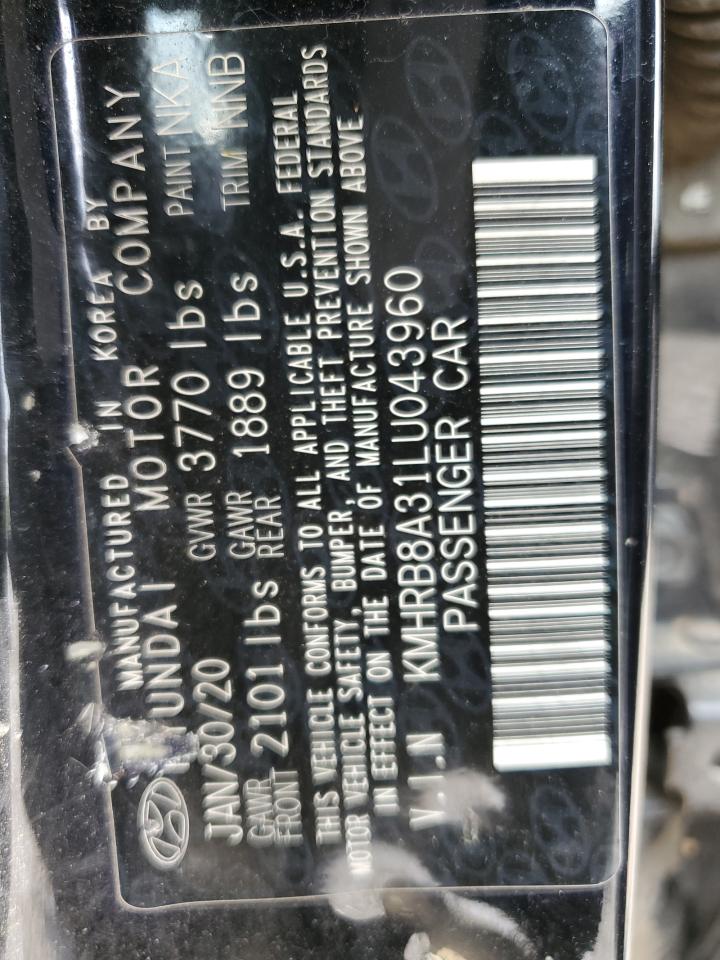 MANUFACTURED IN KOREA BY
HYUNDAI MOTOR COMPANY
JAN/30/20 GVWR 3770 lbs PAINT NKA
GAWR FRONT 2101 lbs GAWR REAR 1889 lbs TRIM NNB
THIS VEHICLE CONFORMS TO ALL APPLICABLE U.S.A. FEDERAL
MOTOR VEHICLE SAFETY, BUMPER, AND THEFT PREVENTION STANDARDS
IN EFFECT ON THE DATE OF MANUFACTURE SHOWN ABOVE.
V.I.N KMHRB8A31LU043960
PASSENGER CAR